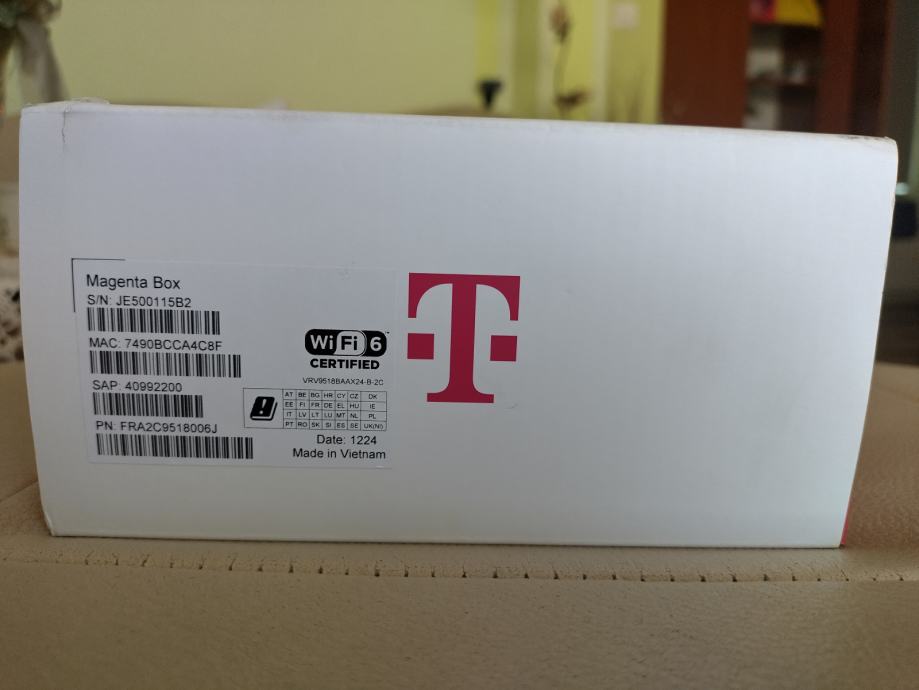 Magenta Box
S/N: JE500115B2
MAC: 7490BCCA4C8F
SAP: 40992200
PN: FRA2C9518006J
Wi Fi 6
CERTIFIED
VRV9518BAAX24-B-2C
AT BE BG HR CY CZ DK
EE FI FR DE EL HU IE
IT LV LT LU MT NL PL
PT RO SK SI ES SE UK(NI)
Date: 1224
Made in Vietnam
T